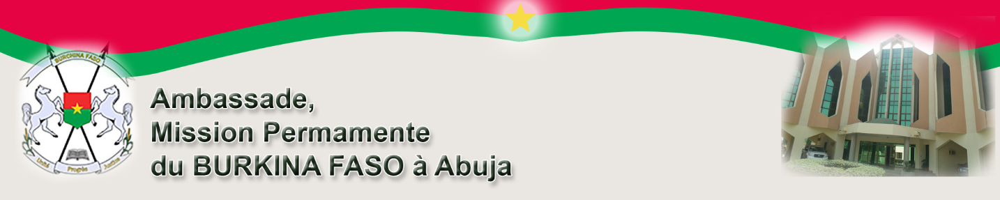 BURKINA FASO
Unité Progrès Justice
Ambassade,
Mission Permamente
du BURKINA FASO à Abuja